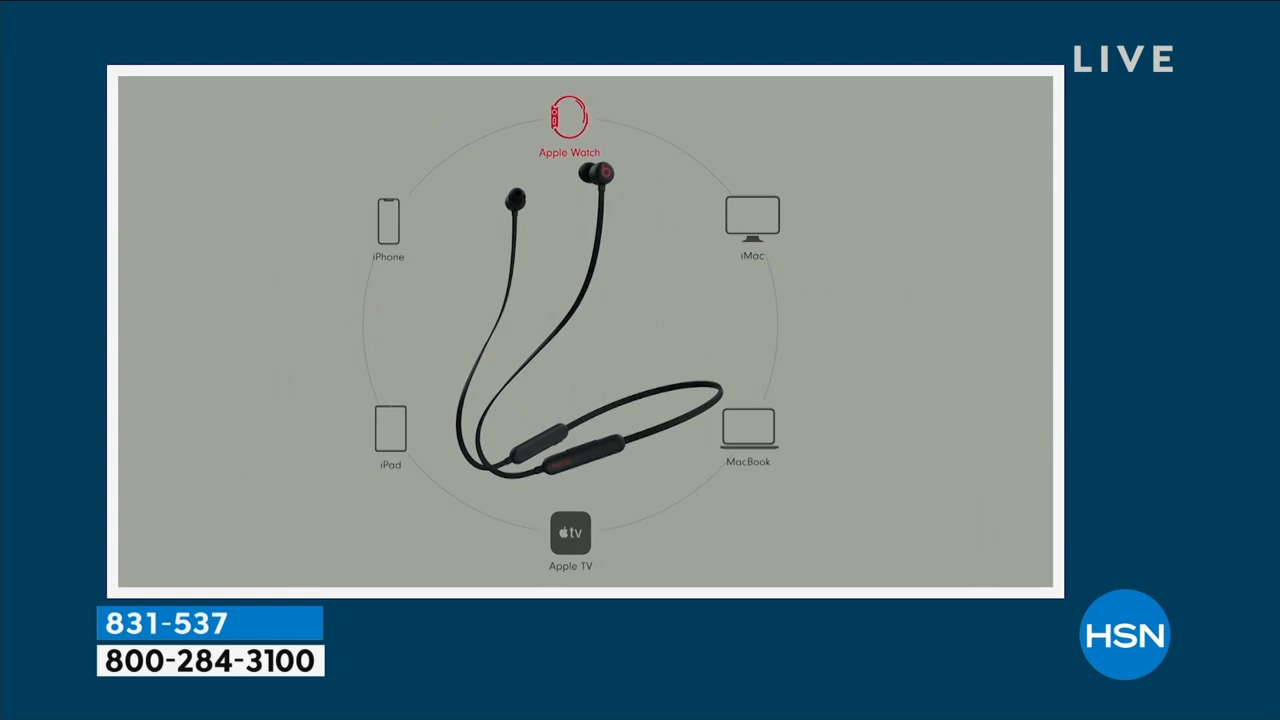 LIVE
Apple Watch
iPhone
iMac
iPad
MacBook
tv
Apple TV
831-537
800-284-3100
HSN